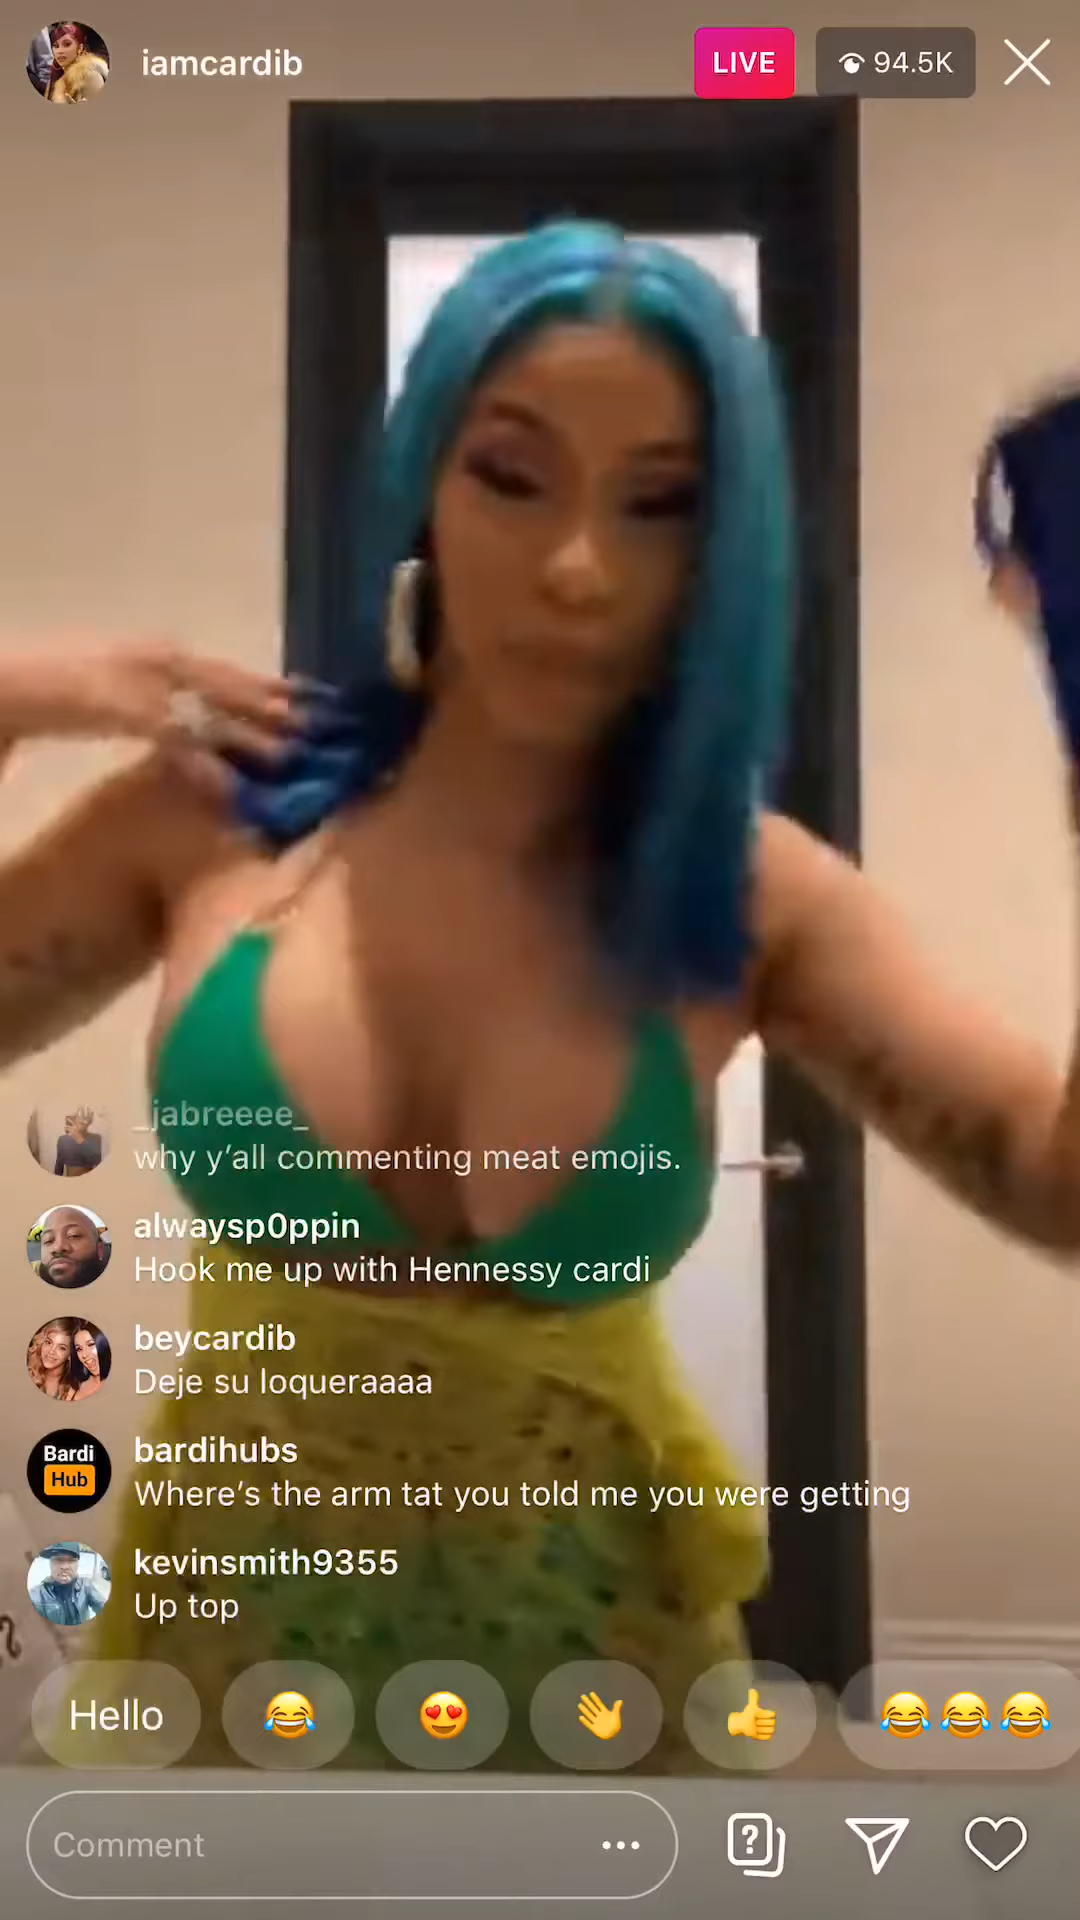 iamcardib
LIVE
94.5K
_jabreeee_
why y'all commenting meat emojis.
alwaysp0ppin
Hook me up with Hennessy cardi
beycardib
Deje su loqueraaaa
Bardi
Hub
bardihubs
Where's the arm tat you told me you were getting
kevinsmith9355
Up top
Hello
Comment